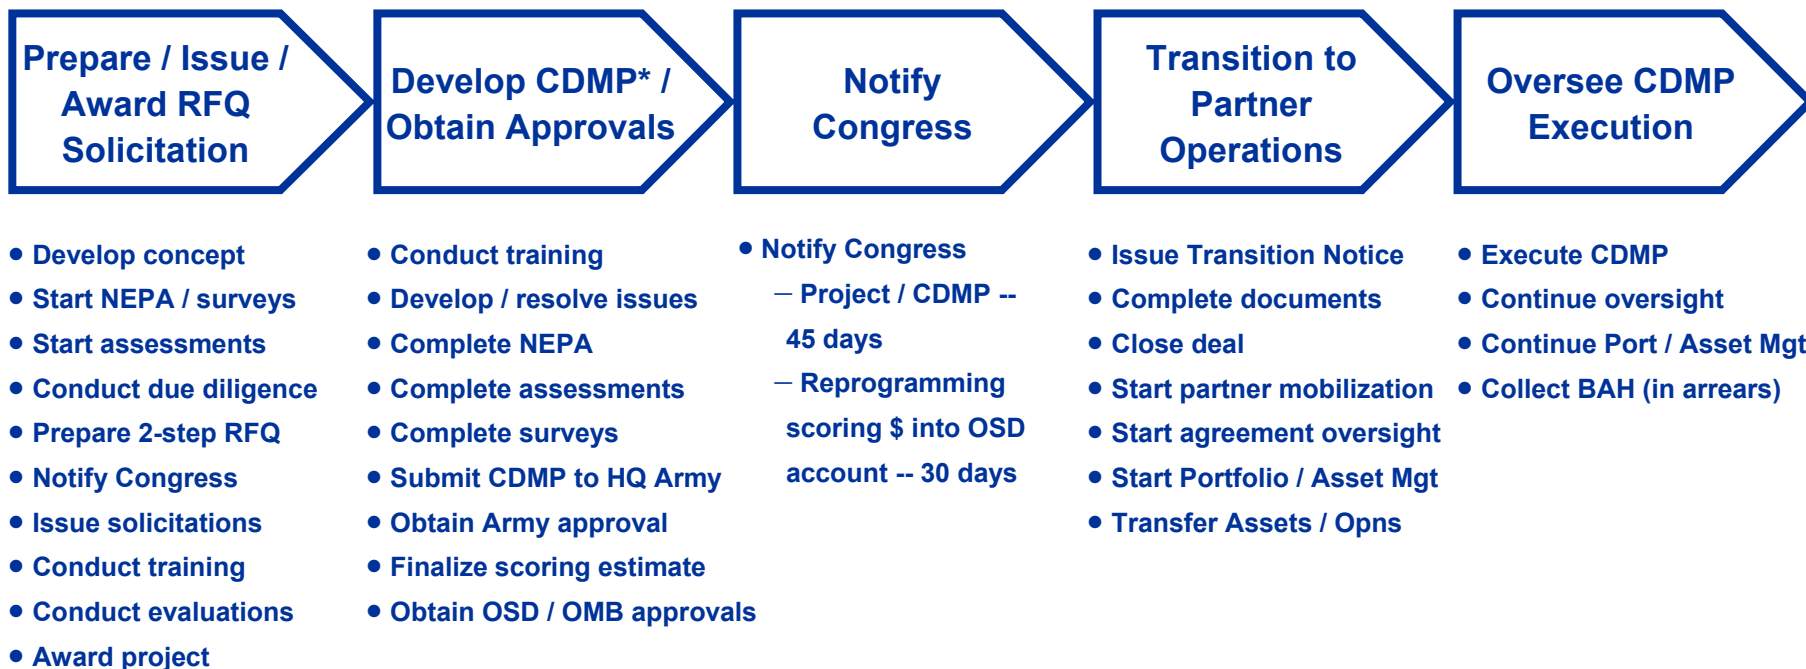 Prepare / Issue /
Award RFQ
Solicitation
Develop CDMP* /
Obtain Approvals
Notify
Congress
Transition to
Partner
Operations
Oversee CDMP
Execution
• Develop concept
• Start NEPA / surveys
• Start assessments
• Conduct due diligence
• Prepare 2-step RFQ
• Notify Congress
• Issue solicitations
• Conduct training
• Conduct evaluations
• Award project
• Conduct training
• Develop / resolve issues
• Complete NEPA
• Complete assessments
• Complete surveys
• Submit CDMP to HQ Army
• Obtain Army approval
• Finalize scoring estimate
• Obtain OSD / OMB approvals
• Notify Congress
– Project / CDMP --
45 days
– Reprogramming
scoring $ into OSD
account -- 30 days
• Issue Transition Notice
• Complete documents
• Close deal
• Start partner mobilization
• Start agreement oversight
• Start Portfolio / Asset Mgt
• Transfer Assets / Opns
• Execute CDMP
• Continue oversight
• Continue Port / Asset Mgt
• Collect BAH (in arrears)